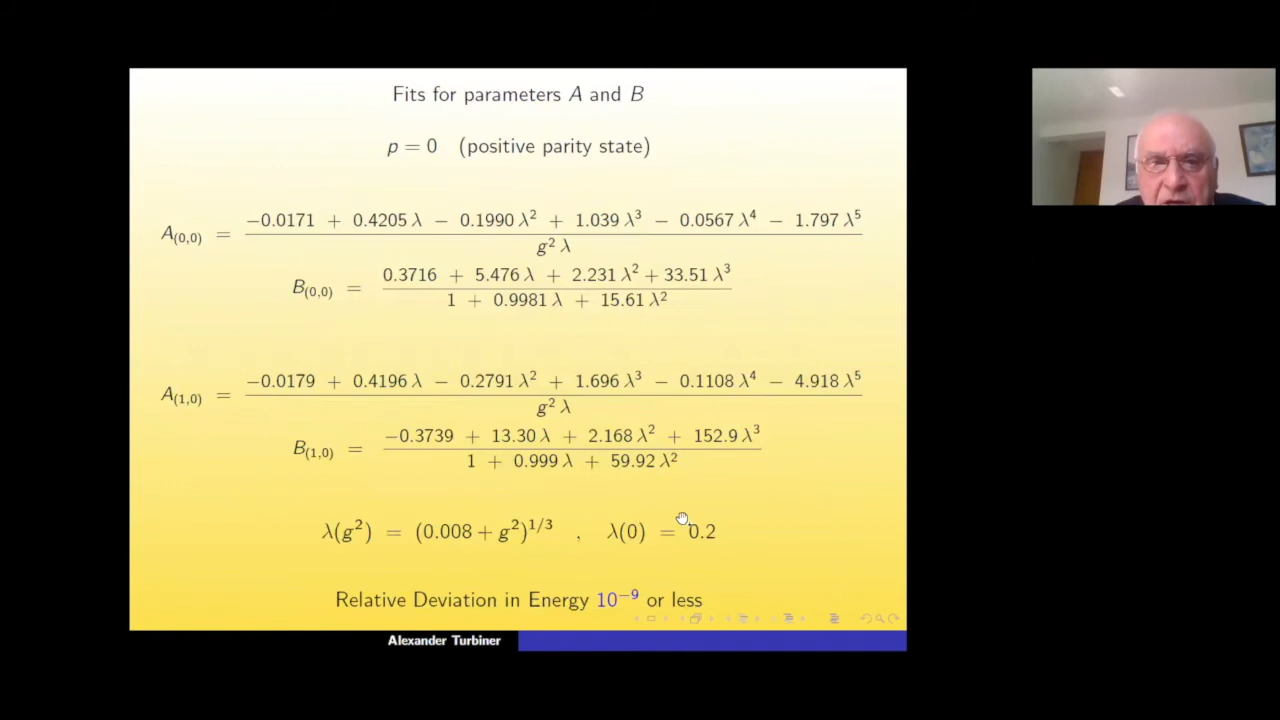 Fits for parameters A and B
p = 0 (positive parity state)
A(0,0) = (−0.0171 + 0.4205 λ − 0.1990 λ² + 1.039 λ³ − 0.0567 λ⁴ − 1.797 λ⁵) / (g² λ)
B(0,0) = (0.3716 + 5.476 λ + 2.231 λ² + 33.51 λ³) / (1 + 0.9981 λ + 15.61 λ²)
A(1,0) = (−0.0179 + 0.4196 λ − 0.2791 λ² + 1.696 λ³ − 0.1108 λ⁴ − 4.918 λ⁵) / (g² λ)
B(1,0) = (−0.3739 + 13.30 λ + 2.168 λ² + 152.9 λ³) / (1 + 0.999 λ + 59.92 λ²)
λ(g²) = (0.008 + g²)^1/3 , λ(0) = 0.2
Relative Deviation in Energy 10⁻⁹ or less
Alexander Turbiner